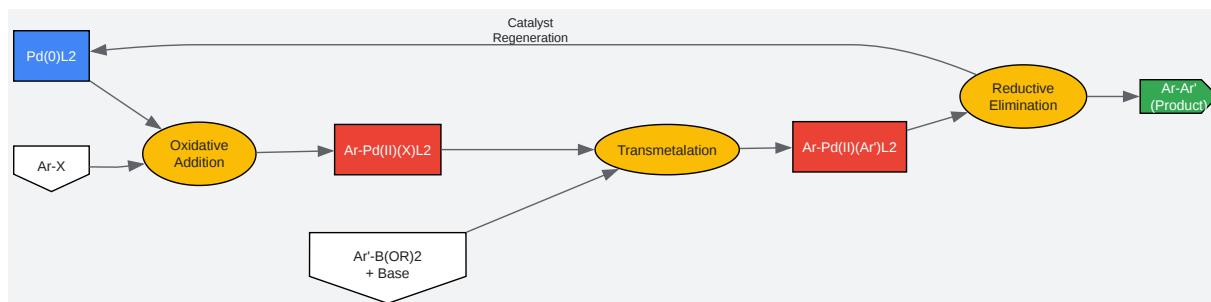 Catalyst
Regeneration
Pd(0)L2
Ar-X
Oxidative
Addition
Ar-Pd(II)(X)L2
Ar'-B(OR)2
+ Base
Transmetalation
Ar-Pd(II)(Ar')L2
Reductive
Elimination
Ar-Ar'
(Product)